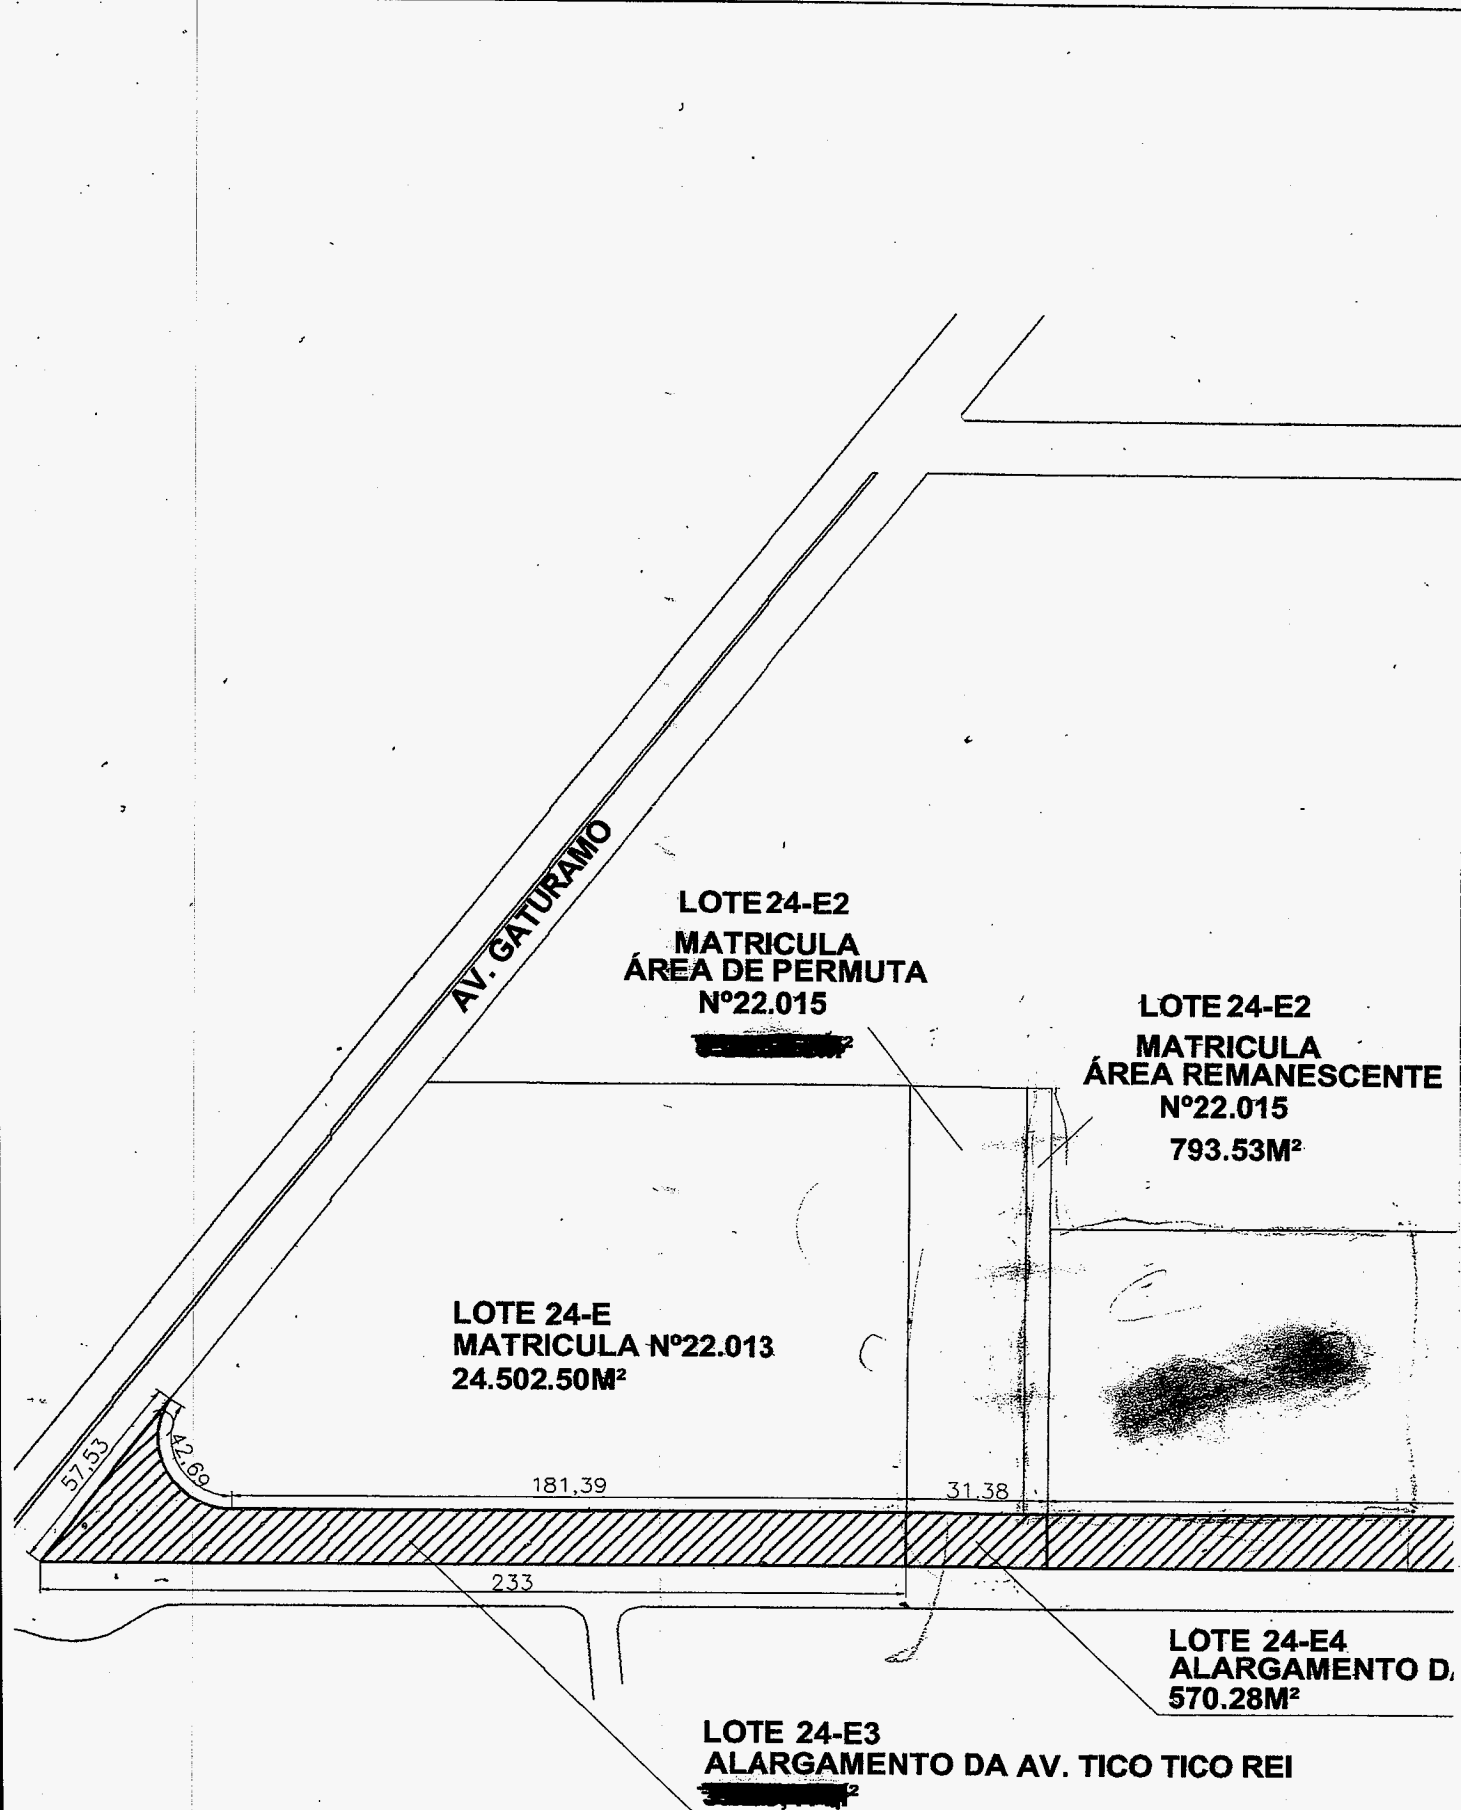 AV. GATURAMO
LOTE 24-E2
MATRICULA
ÁREA DE PERMUTA
Nº22.015
LOTE 24-E2
MATRICULA
ÁREA REMANESCENTE
Nº22.015
793.53M²
LOTE 24-E
MATRICULA Nº22.013
24.502.50M²
57,53
42,69
181,39
31.38
233
LOTE 24-E4
ALARGAMENTO
570.28M²
LOTE 24-E3
ALARGAMENTO DA AV. TICO TICO REI